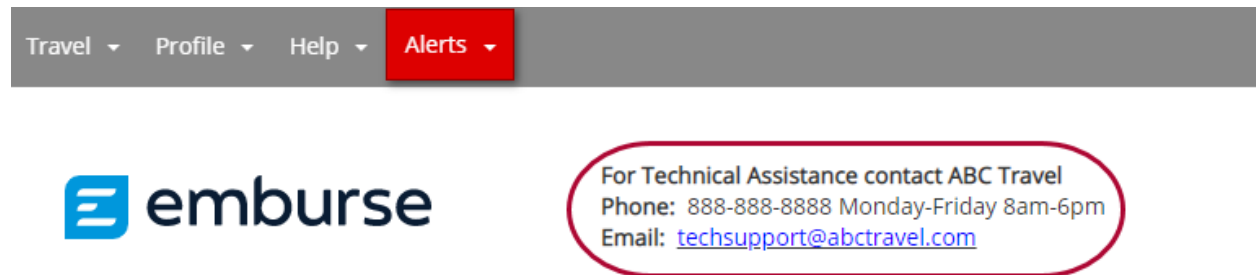 Travel Profile Help Alerts
emburse
For Technical Assistance contact ABC Travel
Phone: 888-888-8888 Monday-Friday 8am-6pm
Email: techsupport@abctravel.com